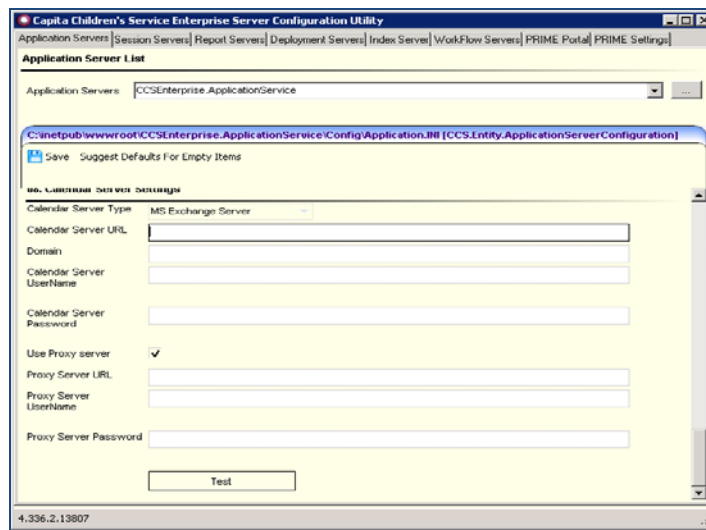 Capita Children's Service Enterprise Server Configuration Utility
Application Servers Session Servers Report Servers Deployment Servers Index Server WorkFlow Servers PRIME Portal PRIME Settings
Application Server List
Application Servers CCSEnterprise.ApplicationService ...
C:\inetpub\wwwroot\CCSEnterprise.ApplicationService\Config\Application.INI [CCS.Entity.ApplicationServerConfiguration]
Save Suggest Defaults For Empty Items
Calendar Server Settings
Calendar Server Type MS Exchange Server
Calendar Server URL
Domain
Calendar Server
UserName
Calendar Server
Password
Use Proxy server
Proxy Server URL
Proxy Server
UserName
Proxy Server Password
Test
4.336.2.13807